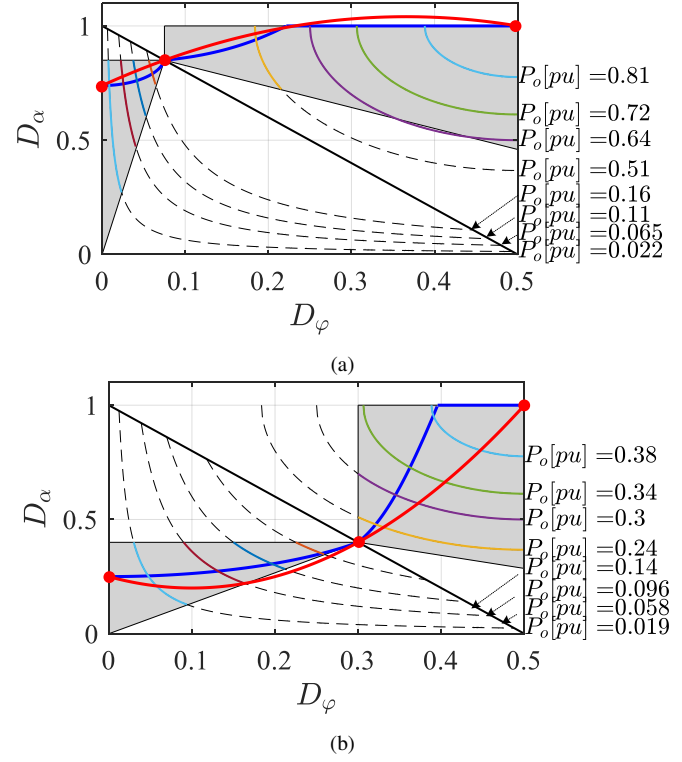 1
D_α
0.5
0
0
0.1
0.2
0.3
0.4
0.5
D_φ
P_o[pu] =0.81
P_o[pu] =0.72
P_o[pu] =0.64
P_o[pu] =0.51
P_o[pu] =0.16
P_o[pu] =0.11
P_o[pu] =0.065
P_o[pu] =0.022
(a)
1
D_α
0.5
0
0
0.1
0.2
0.3
0.4
0.5
D_φ
P_o[pu] =0.38
P_o[pu] =0.34
P_o[pu] =0.3
P_o[pu] =0.24
P_o[pu] =0.14
P_o[pu] =0.096
P_o[pu] =0.058
P_o[pu] =0.019
(b)